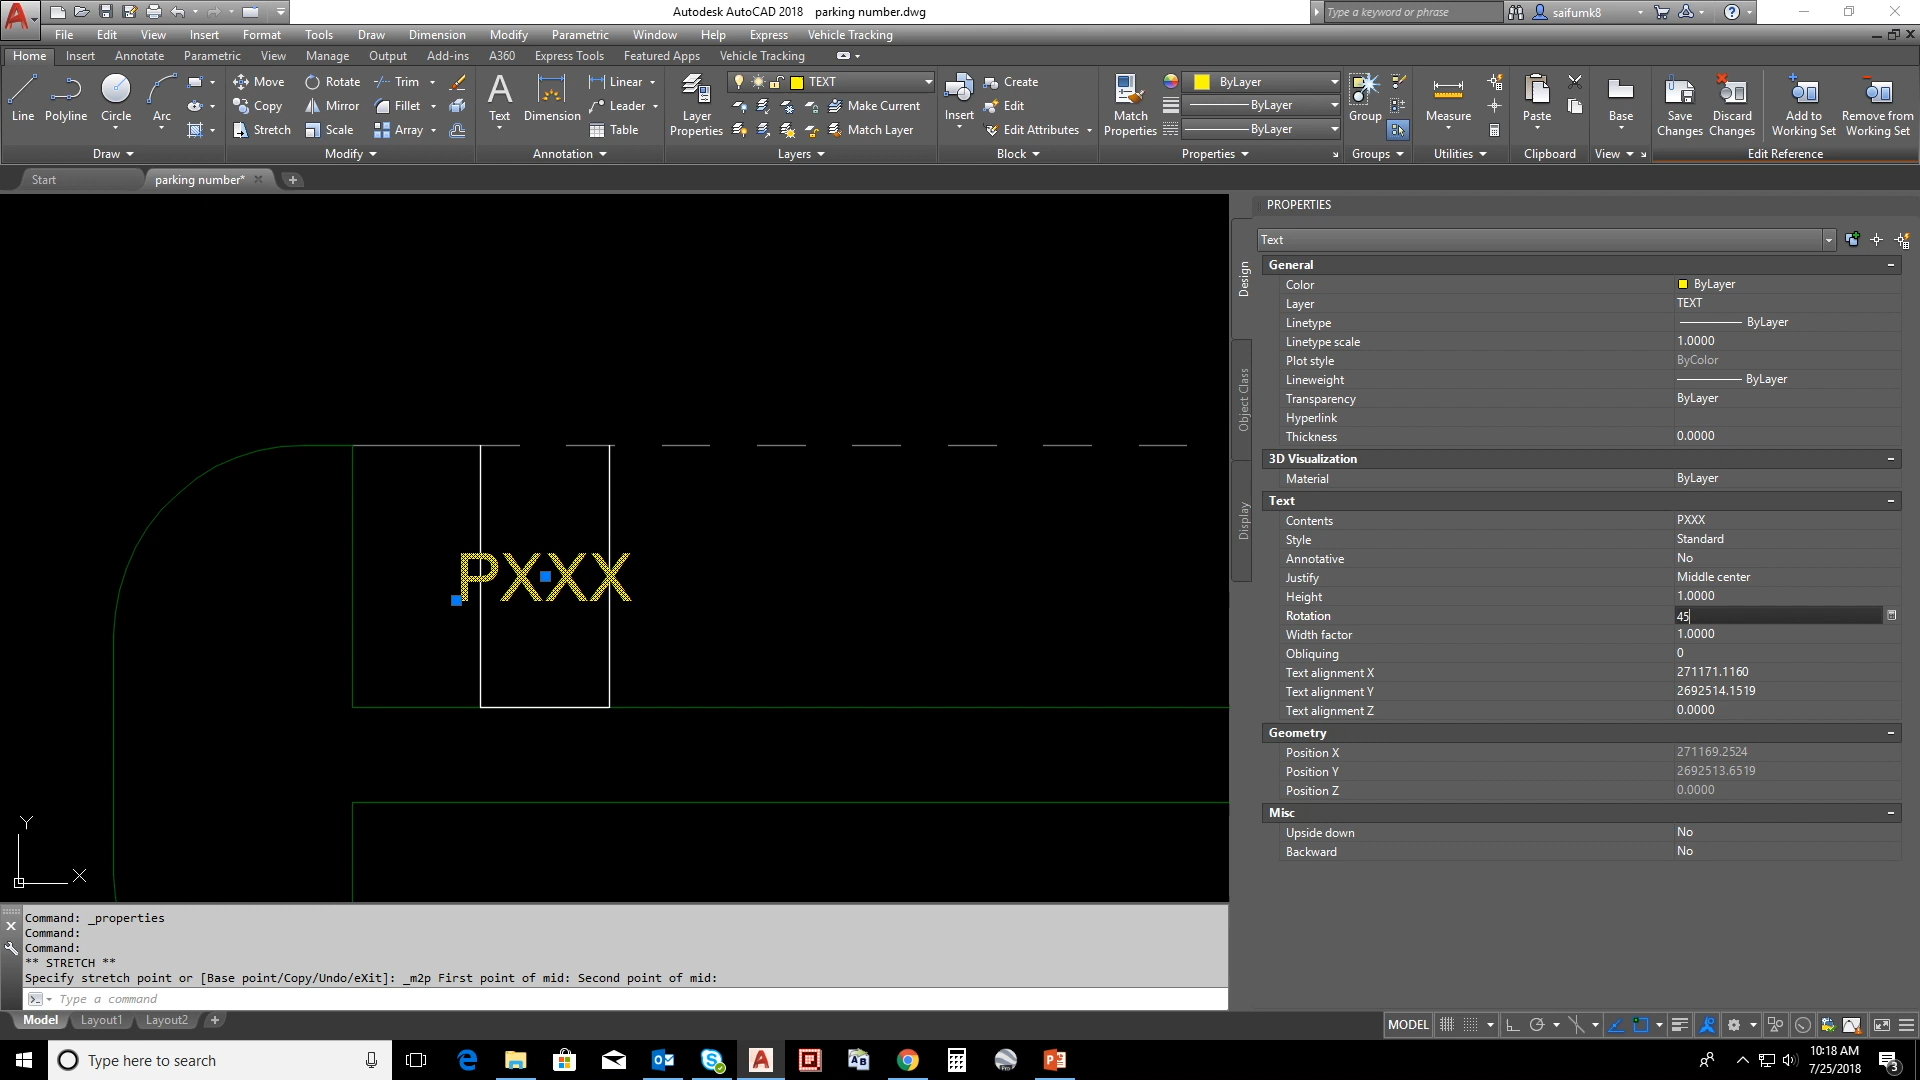 Autodesk AutoCAD 2018 parking number.dwg
Type a keyword or phrase
saifumk8
File Edit View Insert Format Tools Draw Dimension Modify Parametric Window Help Express Vehicle Tracking
Home Insert Annotate Parametric View Manage Output Add-ins A360 Express Tools Featured Apps Vehicle Tracking
Line Polyline Circle Arc
Draw
Move Rotate Trim
Copy Mirror Fillet
Stretch Scale Array
Modify
Text Dimension
Linear
Leader
Table
Annotation
Layer Properties
TEXT
Make Current
Match Layer
Layers
Insert
Create
Edit
Edit Attributes
Block
Match Properties
ByLayer
ByLayer
ByLayer
Properties
Group
Groups
Measure
Utilities
Paste
Clipboard
Base
View
Save Changes
Discard Changes
Add to Working Set
Remove from Working Set
Edit Reference
Start
parking number*
PXXX
Y
X
PROPERTIES
Design
Object Class
Display
Text
General
Color ByLayer
Layer TEXT
Linetype ByLayer
Linetype scale 1.0000
Plot style ByColor
Lineweight ByLayer
Transparency ByLayer
Hyperlink
Thickness 0.0000
3D Visualization
Material ByLayer
Text
Contents PXXX
Style Standard
Annotative No
Justify Middle center
Height 1.0000
Rotation 45
Width factor 1.0000
Obliquing 0
Text alignment X 271171.1160
Text alignment Y 2692514.1519
Text alignment Z 0.0000
Geometry
Position X 271169.2524
Position Y 2692513.6519
Position Z 0.0000
Misc
Upside down No
Backward No
Command: _properties
Command:
Command:
** STRETCH **
Specify stretch point or [Base point/Copy/Undo/eXit]: _m2p First point of mid: Second point of mid:
Type a command
Model Layout1 Layout2
MODEL
Type here to search
10:18 AM
7/25/2018
3